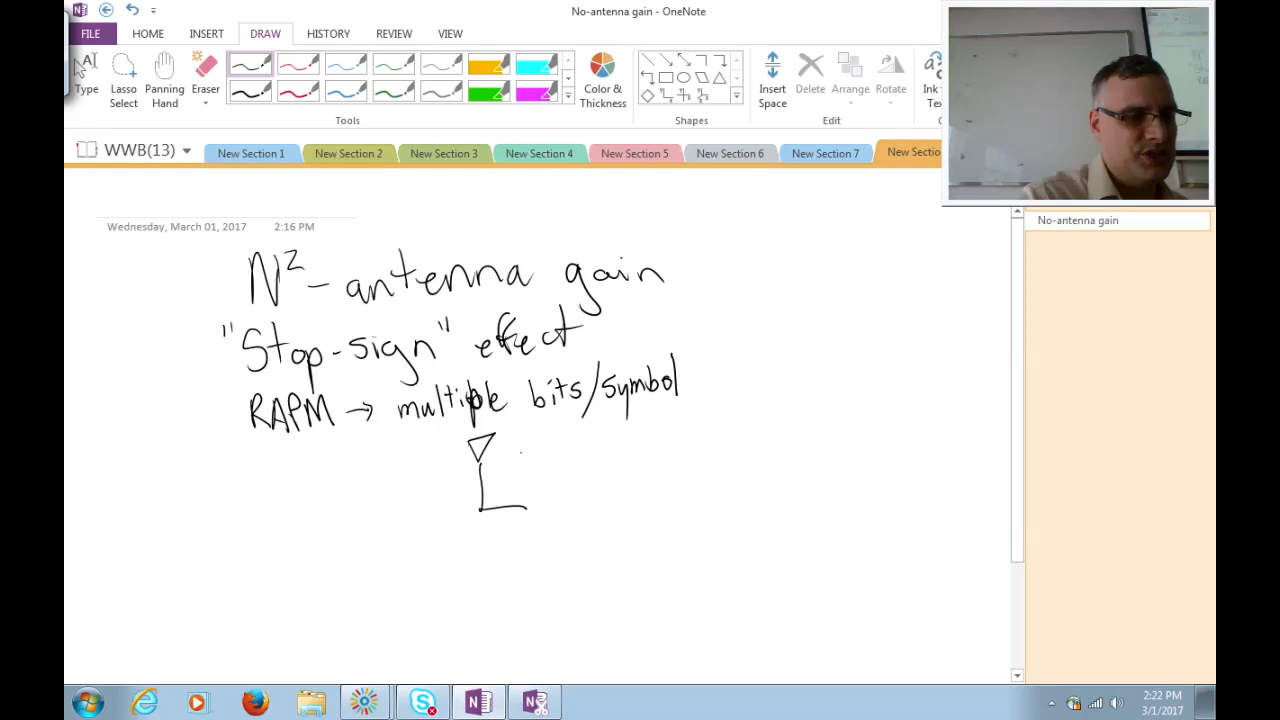 No-antenna gain - OneNote
FILE HOME INSERT DRAW HISTORY REVIEW VIEW
Type
Lasso Select
Panning Hand
Eraser
Color & Thickness
Insert Space
Delete
Arrange
Rotate
Ink to
Tools Shapes Edit
WWB(13) New Section 1 New Section 2 New Section 3 New Section 4 New Section 5 New Section 6 New Section 7 New Sectio
No-antenna gain
Wednesday, March 01, 2017 2:16 PM
N²-antenna gain
"Stop-sign" effect
RAPM → multiple bits/symbol
2:22 PM
3/1/2017